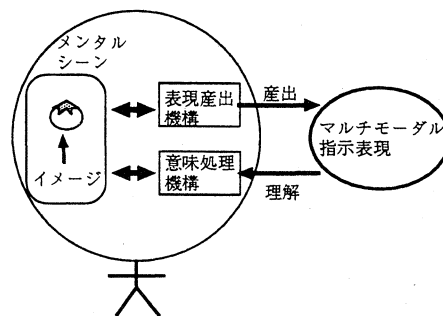 メンタル
シーン
イメージ
表現産出
機構
意味処理
機構
産出
理解
マルチモーダル
指示表現